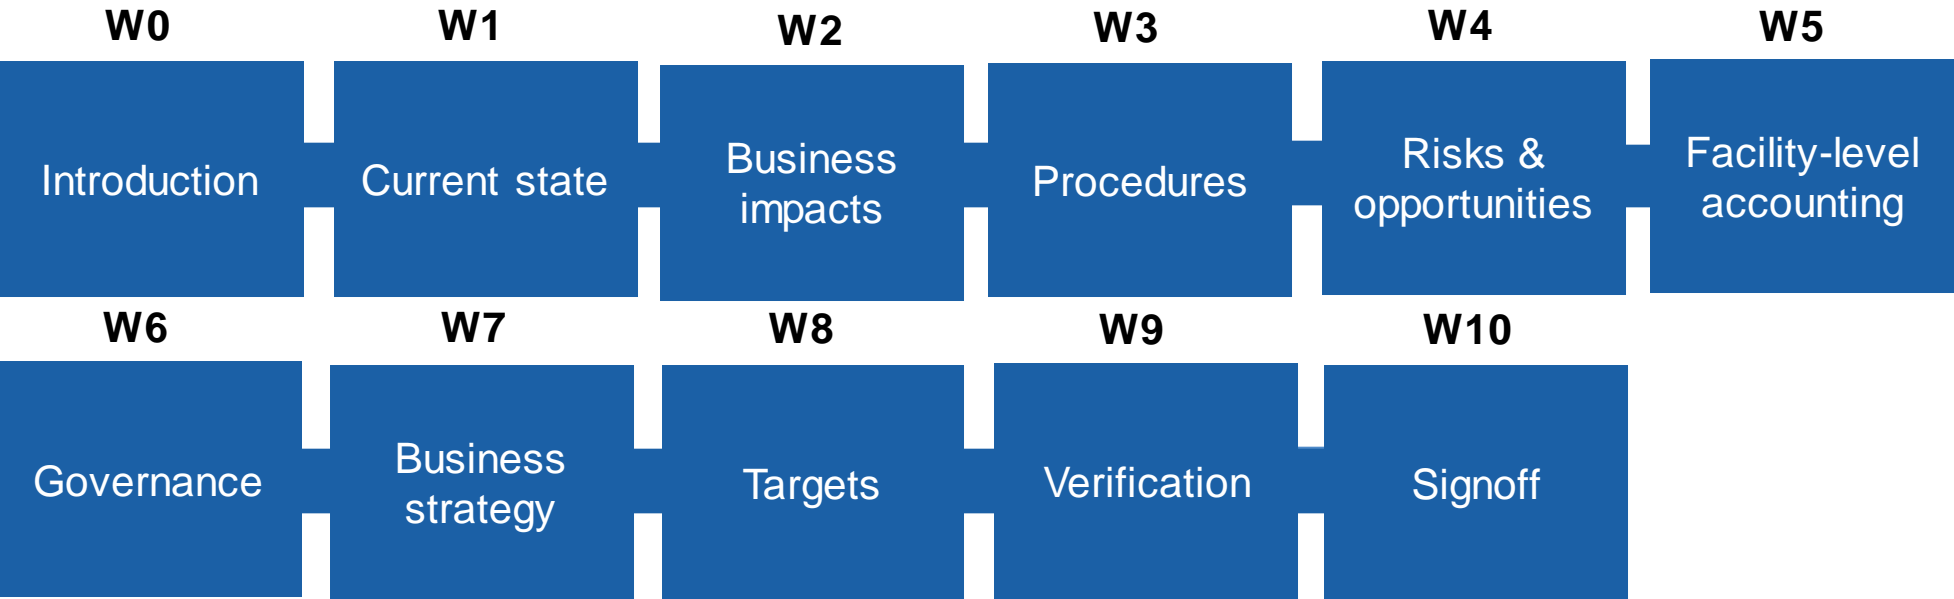 W0 W1 W2 W3 W4 W5
Introduction
Current state
Business
impacts
Procedures
Risks &
opportunities
Facility-level
accounting
W6 W7 W8 W9 W10
Governance
Business
strategy
Targets
Verification
Signoff